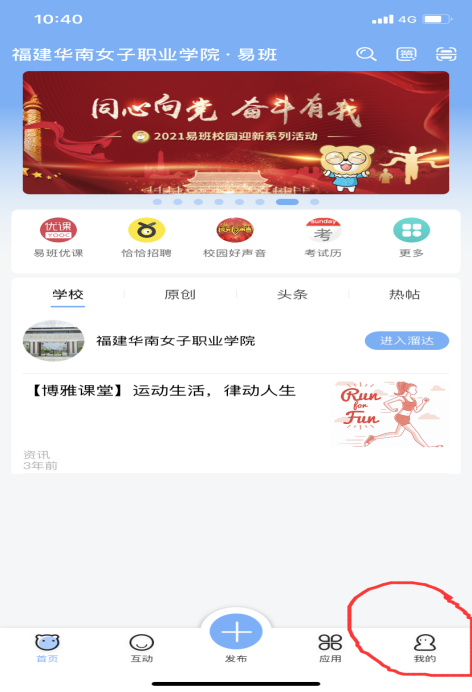 10:40
4G
福建华南女子职业学院·易班
同心向党 奋斗有我
2021易班校园迎新系列活动
优课
YOOC
Sunday
考
易班优课
恰恰招聘
校园好声音
考试历
更多
学校
原创
头条
热帖
福建华南女子职业学院
进入溜达
【博雅课堂】运动生活，律动人生
Run
for
Fun
资讯
3年前
首页
互动
发布
应用
我的